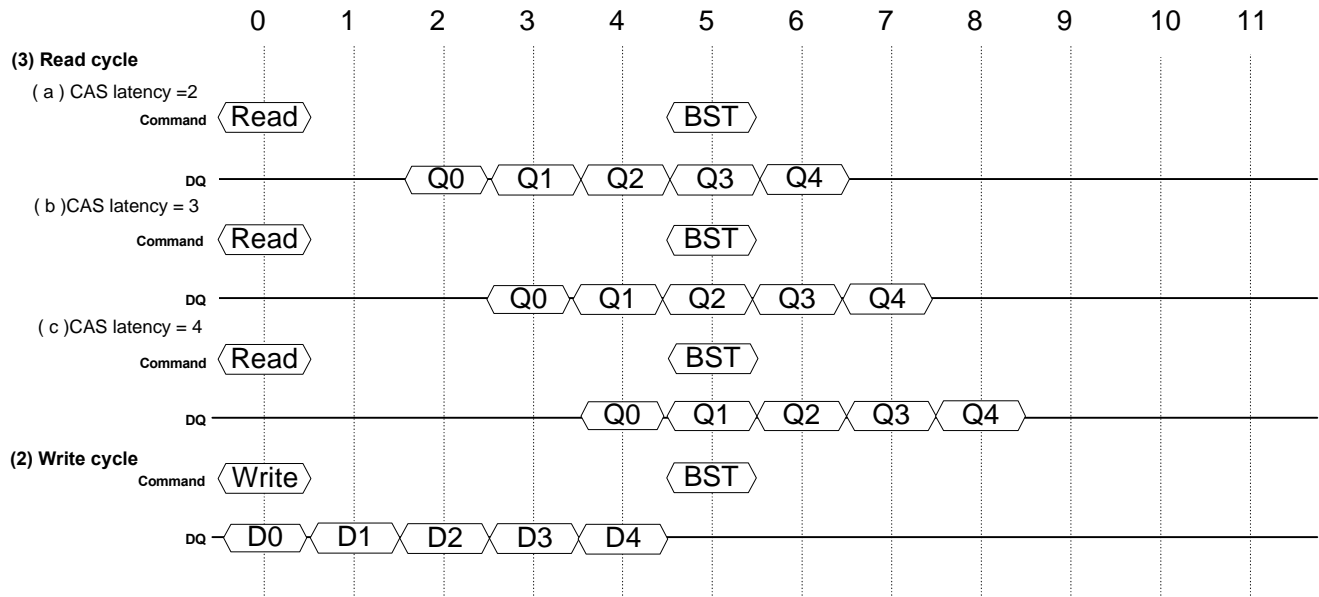 0 1 2 3 4 5 6 7 8 9 10 11
(3) Read cycle
( a ) CAS latency =2
Command Read BST
DQ Q0 Q1 Q2 Q3 Q4
( b )CAS latency = 3
Command Read BST
DQ Q0 Q1 Q2 Q3 Q4
( c )CAS latency = 4
Command Read BST
DQ Q0 Q1 Q2 Q3 Q4
(2) Write cycle
Command Write BST
DQ D0 D1 D2 D3 D4